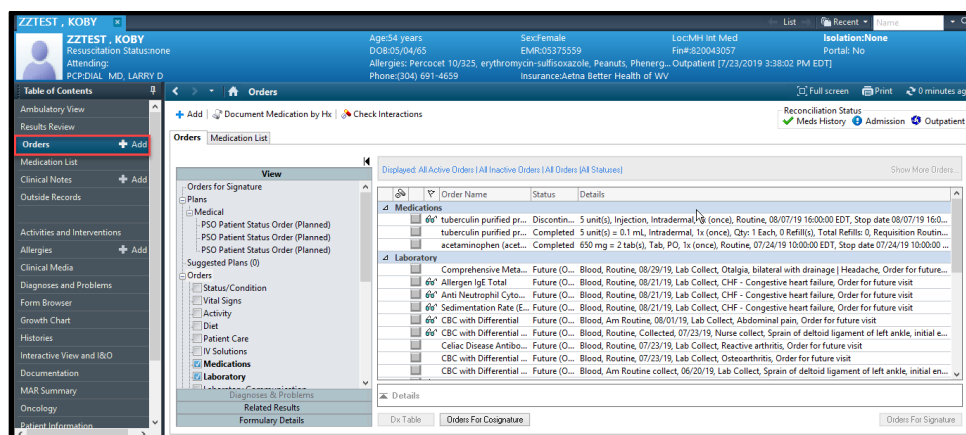 ZZTEST , KOBY
List Recent Name
ZZTEST , KOBY Age:54 years Sex:Female Loc:MH Int Med Isolation:None
Resuscitation Status:none DOB:05/04/65 EMR:05375559 Fin#:820043057 Portal: No
Attending: Allergies: Percocet 10/325, erythromycin-sulfisoxazole, Peanuts, Phenerg... Outpatient [7/23/2019 3:38:02 PM EDT]
PCP:DIAL MD, LARRY D Phone:(304) 691-4659 Insurance:Aetna Better Health of WV
Table of Contents Orders Full screen Print 0 minutes ag
Ambulatory View
Results Review
Orders Add
Medication List
Clinical Notes Add
Outside Records
Activities and Interventions
Allergies Add
Clinical Media
Diagnoses and Problems
Form Browser
Growth Chart
Histories
Interactive View and I&O
Documentation
MAR Summary
Oncology
Patient Information
Add Document Medication by Hx Check Interactions
Reconciliation Status
Meds History Admission Outpatient
Orders Medication List
View
Orders for Signature
Plans
Medical
PSO Patient Status Order (Planned)
PSO Patient Status Order (Planned)
PSO Patient Status Order (Planned)
Suggested Plans (0)
Orders
Status/Condition
Vital Signs
Activity
Diet
Patient Care
IV Solutions
Medications
Laboratory
Diagnoses & Problems
Related Results
Formulary Details
Displayed: All Active Orders | All Inactive Orders | All Orders (All Statuses) Show More Orders...
Order Name Status Details
Medications
tuberculin purified pr... Discontin... 5 unit(s), Injection, Intradermal, (once), Routine, 08/07/19 16:00:00 EDT, Stop date 08/07/19 16:0...
tuberculin purified pr... Completed 5 unit(s) = 0.1 mL, Intradermal, 1x (once), Qty: 1 Each, 0 Refill(s), Total Refills: 0, Requisition Routin...
acetaminophen (acet... Completed 650 mg = 2 tab(s), Tab, PO, 1x (once), Routine, 07/24/19 10:00:00 EDT, Stop date 07/24/19 10:00:00 ...
Laboratory
Comprehensive Meta... Future (O... Blood, Routine, 08/29/19, Lab Collect, Otalgia, bilateral with drainage | Headache, Order for future...
Allergen IgE Total Future (O... Blood, Routine, 08/21/19, Lab Collect, CHF - Congestive heart failure, Order for future visit
Anti Neutrophil Cyto... Future (O... Blood, Routine, 08/21/19, Lab Collect, CHF - Congestive heart failure, Order for future visit
Sedimentation Rate (E... Future (O... Blood, Routine, 08/21/19, Lab Collect, CHF - Congestive heart failure, Order for future visit
CBC with Differential Future (O... Blood, Am Routine, 08/01/19, Lab Collect, Abdominal pain, Order for future visit
CBC with Differential ... Future (O... Blood, Routine, Collected, 07/23/19, Nurse collect, Sprain of deltoid ligament of left ankle, initial e...
Celiac Disease Antibo... Future (O... Blood, Routine, 07/23/19, Lab Collect, Reactive arthritis, Order for future visit
CBC with Differential ... Future (O... Blood, Routine, 07/23/19, Lab Collect, Osteoarthritis, Order for future visit
CBC with Differential ... Future (O... Blood, Am Routine collect, 06/20/19, Lab Collect, Sprain of deltoid ligament of left ankle, initial en...
Details
Dx Table Orders For Cosignature Orders For Signature